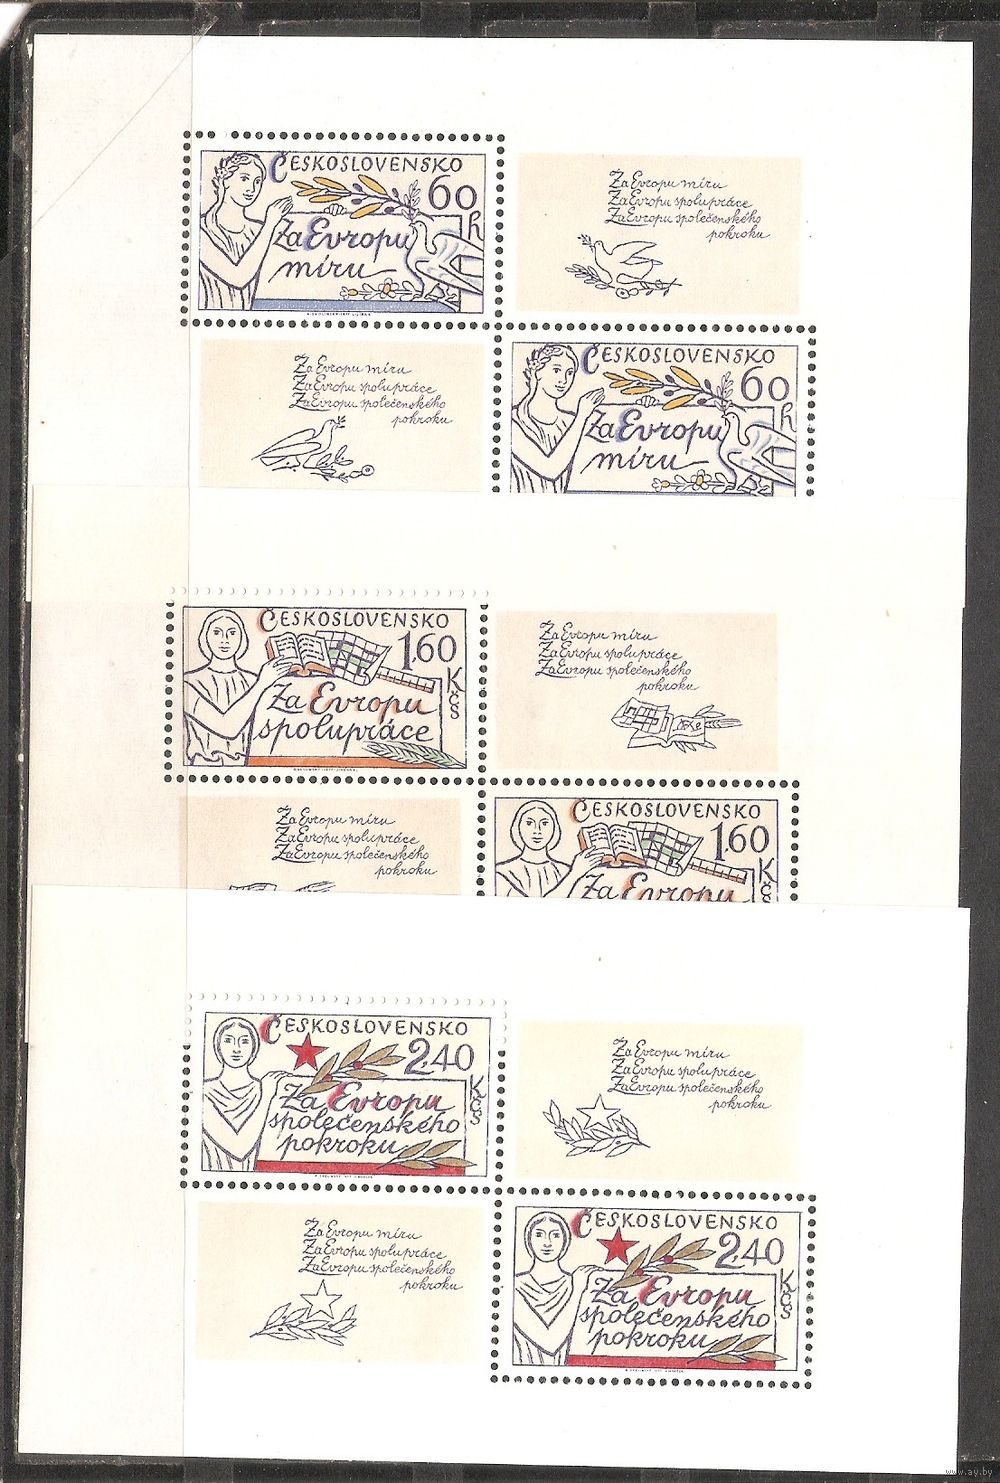 ČESKOSLOVENSKO
60 h
Za Evropu
míru
Za Evropu míru
Za Evropu spolupráce
Za Evropu společenského
pokroku
Za Evropu míru
Za Evropu spolupráce
Za Evropu společenského
pokroku
ČESKOSLOVENSKO
60 h
Za Evropu
míru
ČESKOSLOVENSKO
1,60 Kčs
Za Evropu
spolupráce
Za Evropu míru
Za Evropu spolupráce
Za Evropu společenského
pokroku
Za Evropu míru
Za Evropu spolupráce
Za Evropu společenského
pokroku
ČESKOSLOVENSKO
1,60 Kčs
Za Evropu
ČESKOSLOVENSKO
2,40 Kčs
Za Evropu
společenského
pokroku
Za Evropu míru
Za Evropu spolupráce
Za Evropu společenského
pokroku
Za Evropu míru
Za Evropu spolupráce
Za Evropu společenského
pokroku
ČESKOSLOVENSKO
2,40 Kčs
Za Evropu
společenského
pokroku
www.ay.by